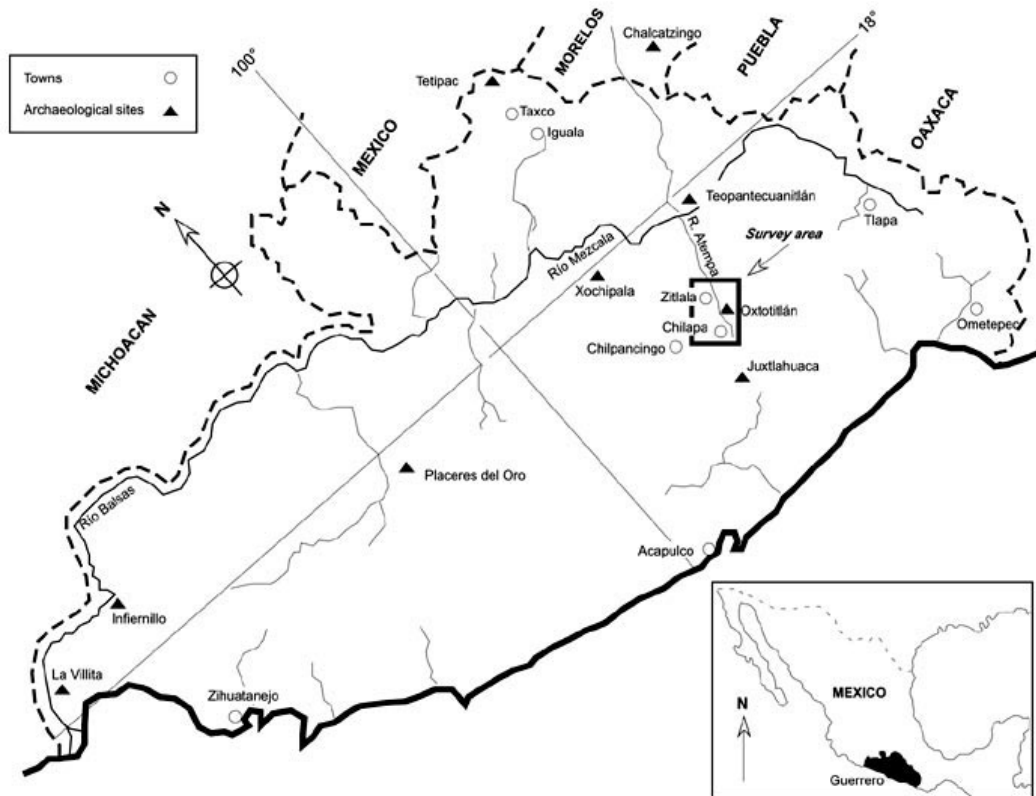 Towns
Archaeological sites
100°
MEXICO
MORELOS
Chalcatzingo
PUEBLA
18°
OAXACA
Tetipac
Taxco
Iguala
N
MICHOACAN
Teopantecuanitlán
Tlapa
R. Atempa
Survey area
Río Mezcala
Xochipala
Zitlala
Oxtotitlán
Chilapa
Chilpancingo
Ometepec
Juxtlahuaca
Placeres del Oro
Río Balsas
Acapulco
Infiernillo
La Villita
Zihuatanejo
MEXICO
N
Guerrero